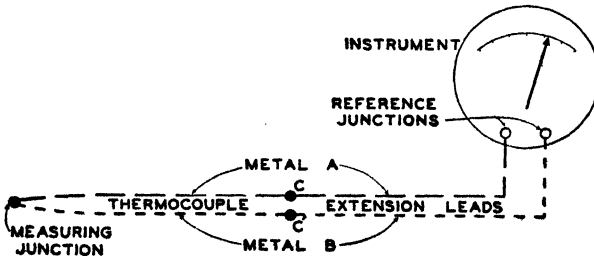 INSTRUMENT
REFERENCE
JUNCTIONS
METAL A
C
THERMOCOUPLE
EXTENSION LEADS
C
METAL B
MEASURING
JUNCTION